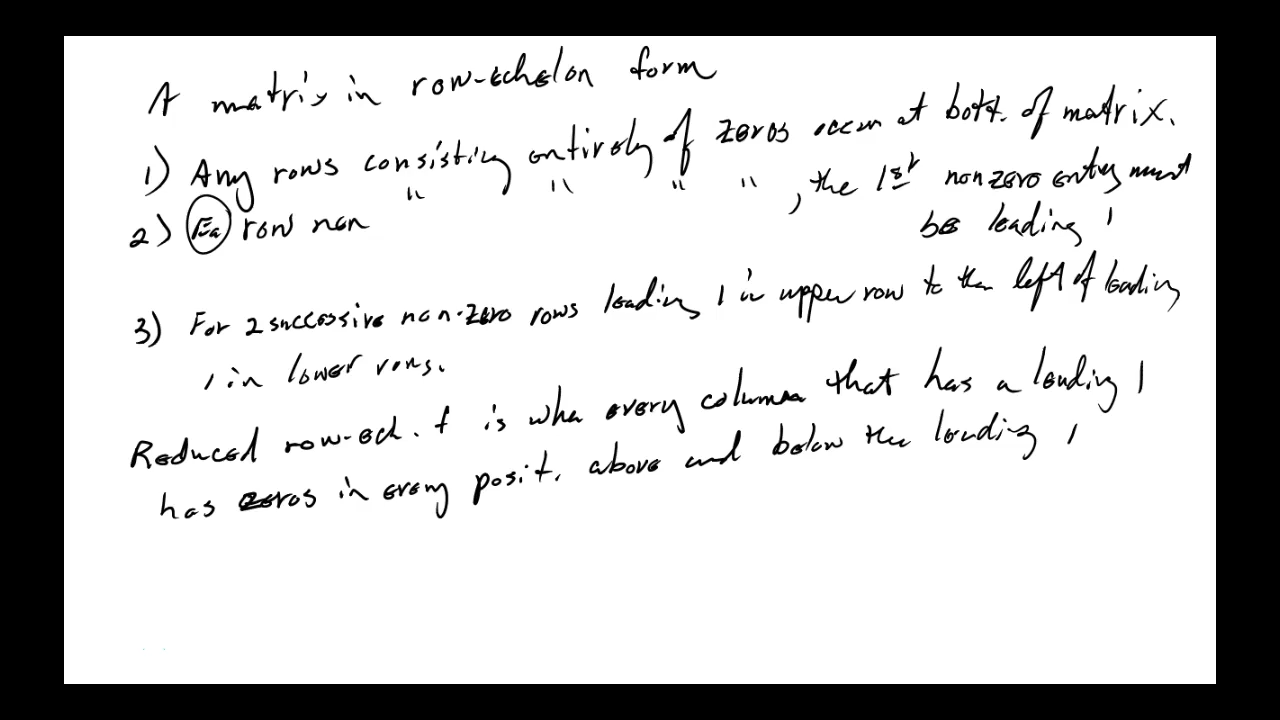 A matrix in row-echelon form
1) Any rows consisting entirely of zeros occur at bott. of matrix.
2) Ea row non " " " " , the 1st nonzero entry must
be leading 1
3) For 2 successive non-zero rows leading 1 in upper row to the left of leading
1 in lower rows.
Reduced row-ech. f is whe every column that has a leading 1
has zeros in every posit. above and below the leading 1